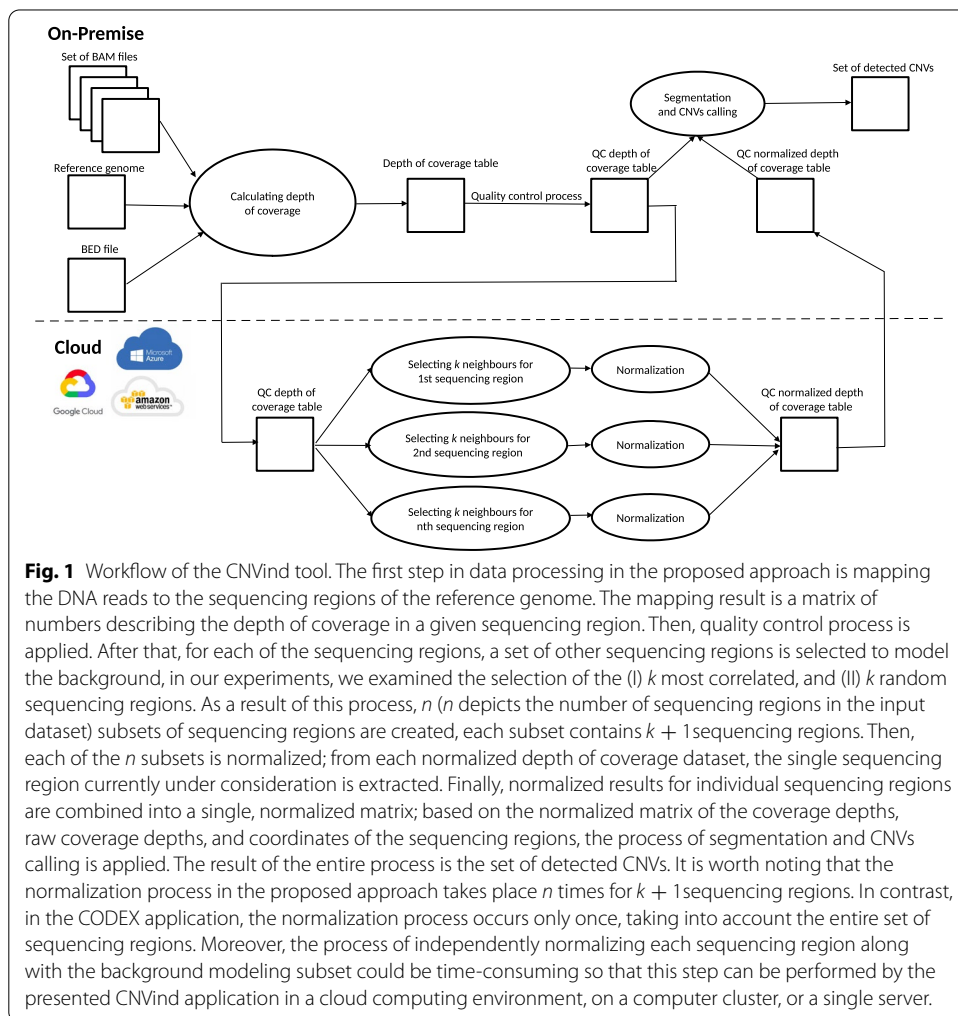 On-Premise
Set of BAM files
Set of detected CNVs
Segmentation
and CNVs calling
Reference genome
Calculating depth
of coverage
Depth of coverage table
Quality control process
QC depth of
coverage table
QC normalized depth
of coverage table
BED file
Cloud
Microsoft
Azure
Google Cloud
amazon
webservices™
QC depth of
coverage table
Selecting k neighbours for
1st sequencing region
Normalization
Selecting k neighbours for
2nd sequencing region
Normalization
Selecting k neighbours for
nth sequencing region
Normalization
QC normalized depth
of coverage table
Fig. 1 Workflow of the CNVind tool. The first step in data processing in the proposed approach is mapping
the DNA reads to the sequencing regions of the reference genome. The mapping result is a matrix of
numbers describing the depth of coverage in a given sequencing region. Then, quality control process is
applied. After that, for each of the sequencing regions, a set of other sequencing regions is selected to model
the background, in our experiments, we examined the selection of the (I) k most correlated, and (II) k random
sequencing regions. As a result of this process, n (n depicts the number of sequencing regions in the input
dataset) subsets of sequencing regions are created, each subset contains k + 1sequencing regions. Then,
each of the n subsets is normalized; from each normalized depth of coverage dataset, the single sequencing
region currently under consideration is extracted. Finally, normalized results for individual sequencing regions
are combined into a single, normalized matrix; based on the normalized matrix of the coverage depths,
raw coverage depths, and coordinates of the sequencing regions, the process of segmentation and CNVs
calling is applied. The result of the entire process is the set of detected CNVs. It is worth noting that the
normalization process in the proposed approach takes place n times for k + 1sequencing regions. In contrast,
in the CODEX application, the normalization process occurs only once, taking into account the entire set of
sequencing regions. Moreover, the process of independently normalizing each sequencing region along
with the background modeling subset could be time-consuming so that this step can be performed by the
presented CNVind application in a cloud computing environment, on a computer cluster, or a single server.